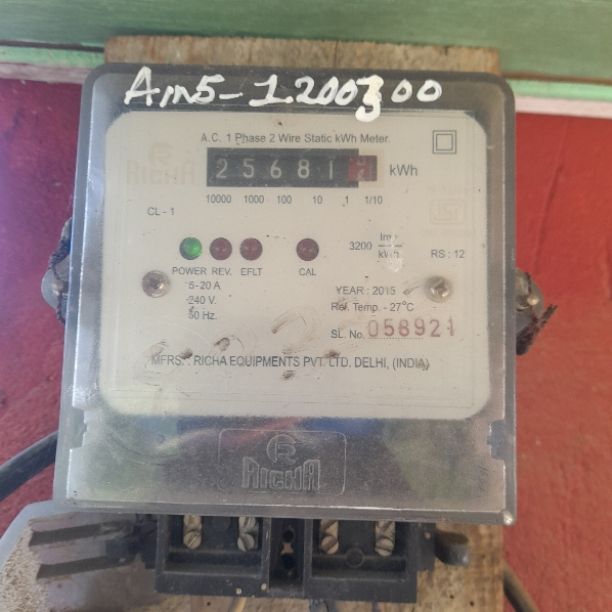 Am5-1200300
A.C. 1 Phase 2 Wire Static kWh Meter.
RICHA
25681 kWh
10000 1000 100 10 1 1/10
CL - 1
3200 Imp/kWh
RS : 12
POWER REV. EFLT CAL
5-20 A
240 V.
50 Hz.
YEAR : 2015
Ref. Temp. - 27°C
SL. No. 058921
MFRS. : RICHA EQUIPMENTS PVT. LTD. DELHI, (INDIA)
R
RICHA